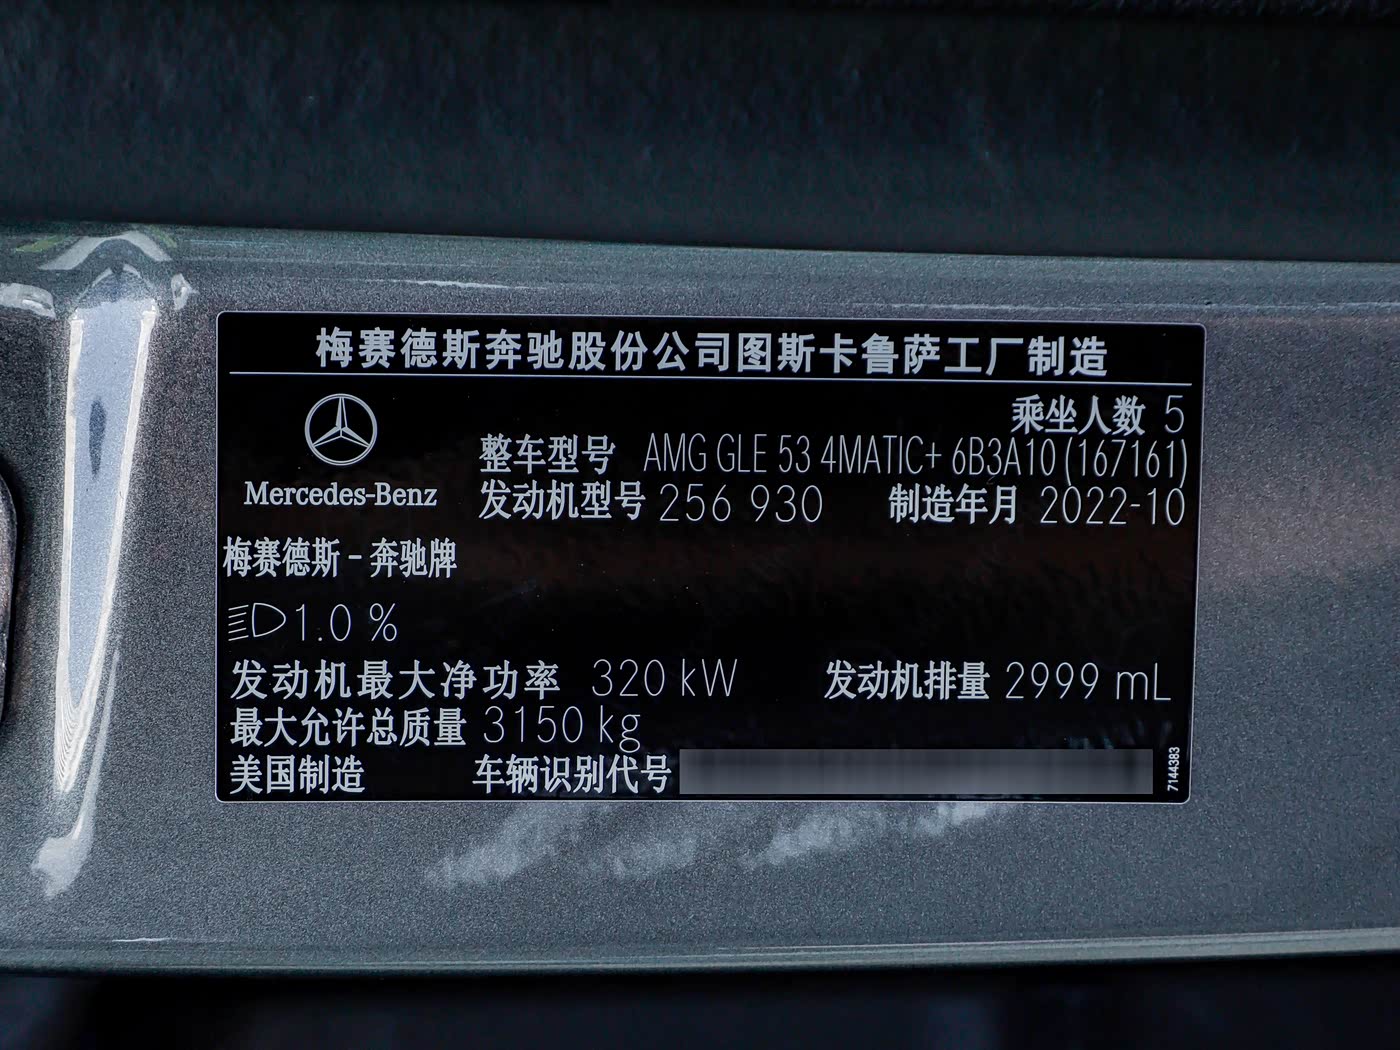 梅赛德斯奔驰股份公司图斯卡鲁萨工厂制造
乘坐人数 5
整车型号 AMG GLE 53 4MATIC+ 6B3A10 (167161)
Mercedes-Benz
发动机型号 256 930 制造年月 2022-10
梅赛德斯-奔驰牌
1.0 %
发动机最大净功率 320 kW 发动机排量 2999 mL
最大允许总质量 3150 kg
美国制造 车辆识别代号
7144383